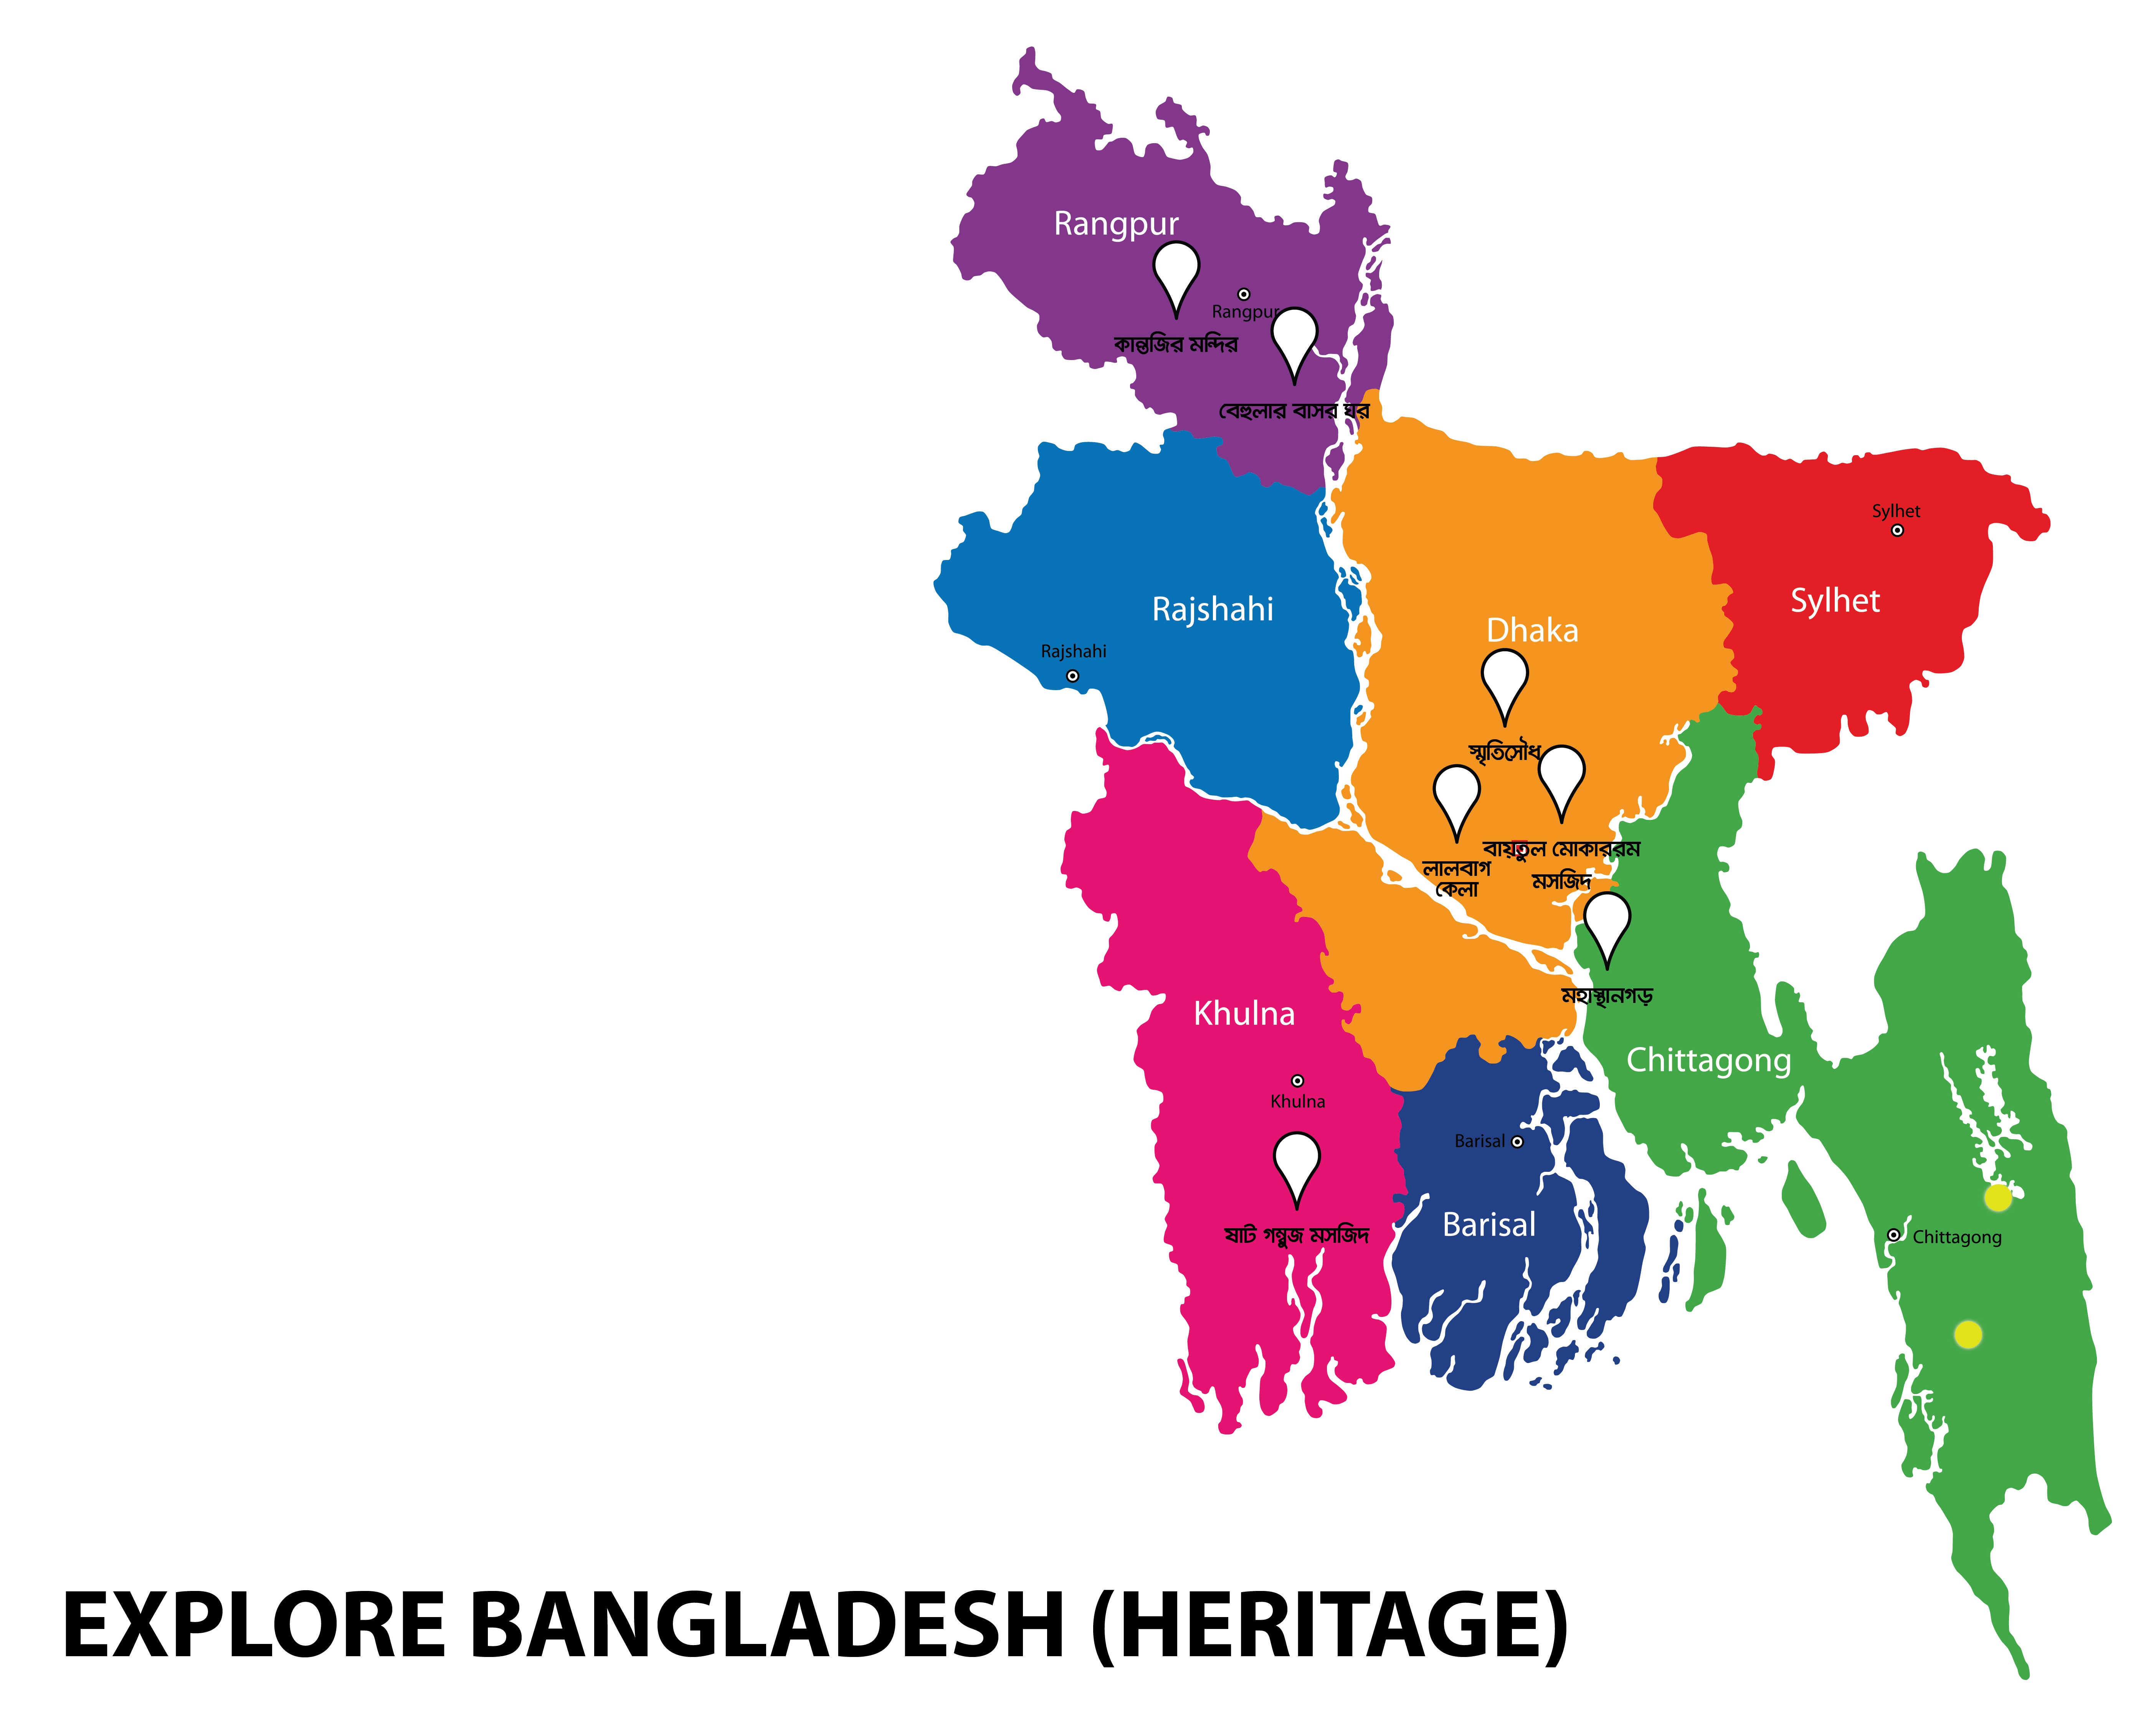 Rangpur
Rangpur
কান্তজির মন্দির
বেহুলার বাসর ঘর
Sylhet
Sylhet
Rajshahi
Rajshahi
Dhaka
স্মৃতিসৌধ
বায়তুল মোকাররম
মসজিদ
লালবাগ
কেলা
মহাস্থানগড়
Khulna
Khulna
Chittagong
Barisal
Barisal
ষাট গম্বুজ মসজিদ
Chittagong
EXPLORE BANGLADESH (HERITAGE)